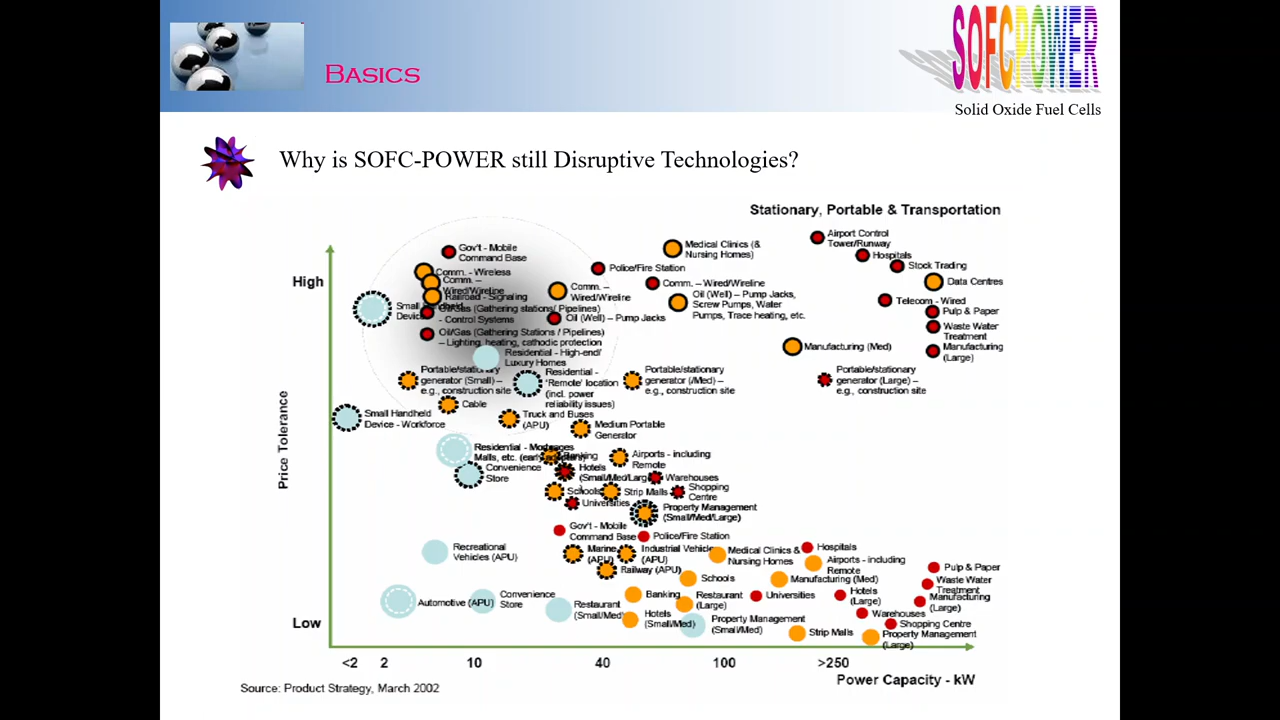 BASICS
SOFCPOWER
Solid Oxide Fuel Cells
Why is SOFC-POWER still Disruptive Technologies?
Stationary, Portable & Transportation
High
Price Tolerance
Low
Gov't - Mobile
Command Base
Comm. - Wireless
Comm. –
Wired/Wireline
Railroad - Signaling
Small Handheld
Device
Oil/Gas (Gathering stations/ Pipelines)
- Control Systems
Oil/Gas (Gathering Stations / Pipelines)
– Lighting, heating, cathodic protection
Residential - High-end/
Luxury Homes
Comm. –
Wired/Wireline
Oil (Well) – Pump Jacks
Police/Fire Station
Medical Clinics (&
Nursing Homes)
Comm. – Wired/Wireline
Oil (Well) – Pump Jacks,
Screw Pumps, Water
Pumps, Trace heating, etc.
Airport Control
Tower/Runway
Hospitals
Stock Trading
Data Centres
Telecom - Wired
Pulp & Paper
Waste Water
Treatment
Manufacturing
(Large)
Manufacturing (Med)
Portable/stationary
generator (Small) –
e.g., construction site
Residential -
'Remote' location
(incl. power
reliability issues)
Portable/stationary
generator (/Med) –
e.g., construction site
Portable/stationary
generator (Large) -
e.g., construction site
Cable
Small Handheld
Device - Workforce
Truck and Buses
(APU)
Medium Portable
Generator
Residential -
Malls, etc.
Banking
Airports - including
Remote
Convenience
Store
Hotels
(Small/Med/Large)
Warehouses
Schools
Strip Malls
Shopping
Centre
Universities
Property Management
(Small/Med/Large)
Gov't - Mobile
Command Base
Police/Fire Station
Recreational
Vehicles (APU)
Marine
(APU)
Industrial Vehicle
(APU)
Railway (APU)
Medical Clinics &
Nursing Homes
Hospitals
Airports - including
Remote
Schools
Manufacturing (Med)
Pulp & Paper
Waste Water
Treatment
Manufacturing
(Large)
Automotive (APU)
Convenience
Store
Restaurant
(Small/Med)
Banking
Restaurant
(Large)
Universities
Hotels
(Large)
Hotels
(Small/Med)
Property Management
(Small/Med)
Warehouses
Shopping Centre
Strip Malls
Property Management
(Large)
<2 2 10 40 100 >250
Power Capacity - kW
Source: Product Strategy, March 2002